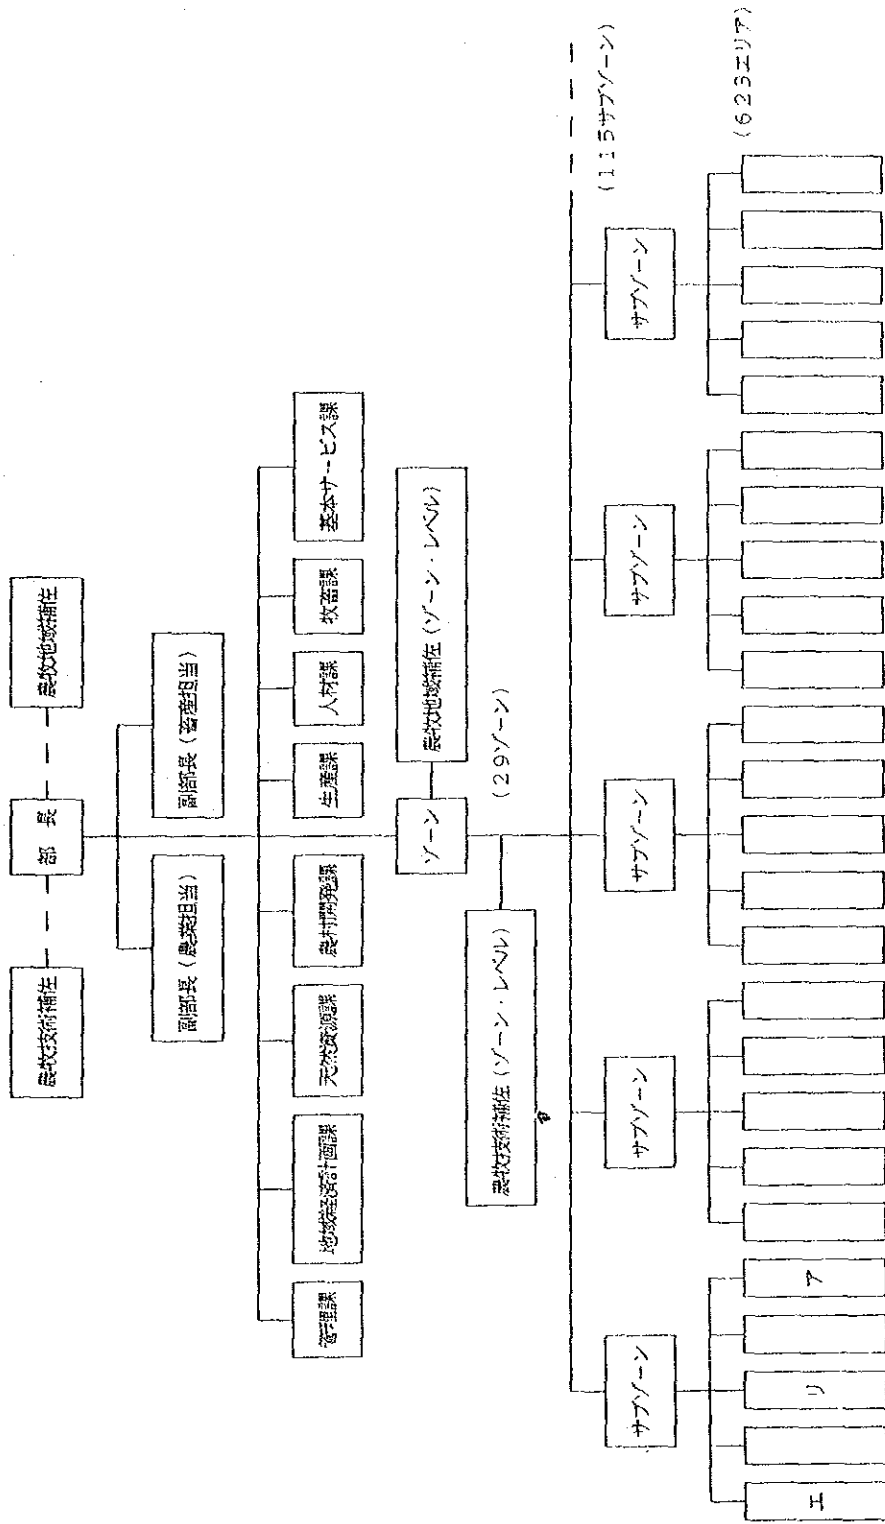 農牧技術補佐
部長
農牧地域補佐
副部長(農業担当)
副部長(畜産担当)
管理課
地域経済計画課
天然資源課
農村開発課
生産課
人材課
牧畜課
基本サービス課
ゾーン
農牧地域補佐(ゾーン・レベル)
(29ゾーン)
農牧技術補佐(ゾーン・レベル)
(115サブゾーン)
サブゾーン
サブゾーン
サブゾーン
サブゾーン
サブゾーン
(623エリア)
エ リ ア